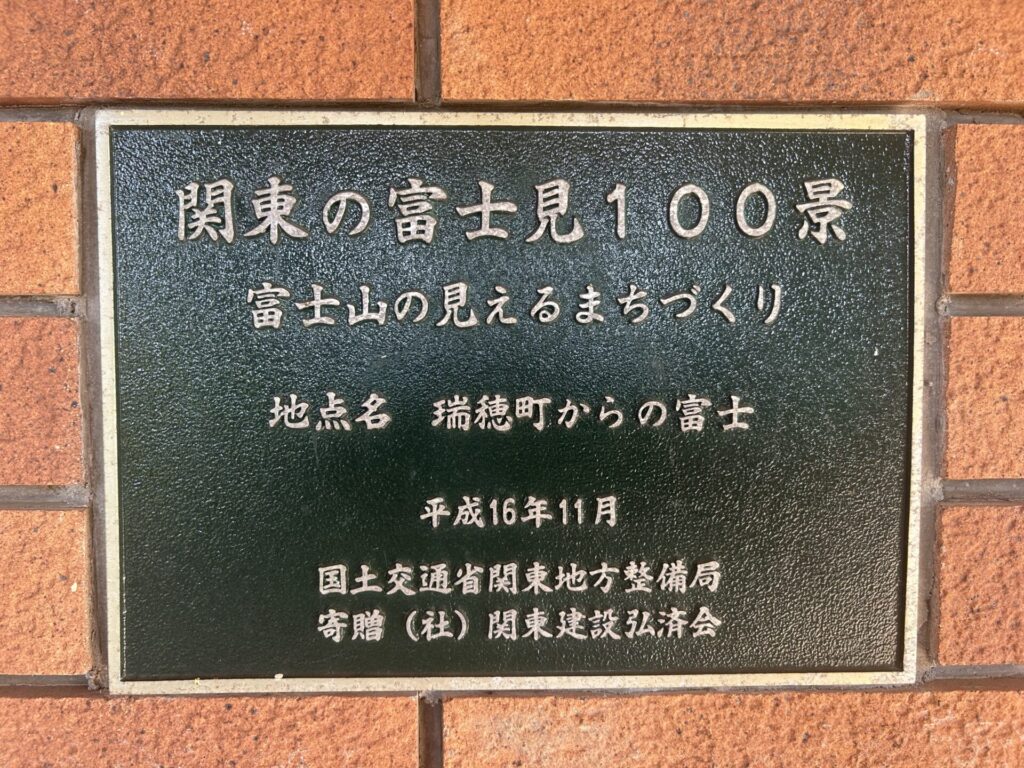 関東の富士見１００景
富士山の見えるまちづくり
地点名　瑞穂町からの富士
平成16年11月
国土交通省関東地方整備局
寄贈（社）関東建設弘済会